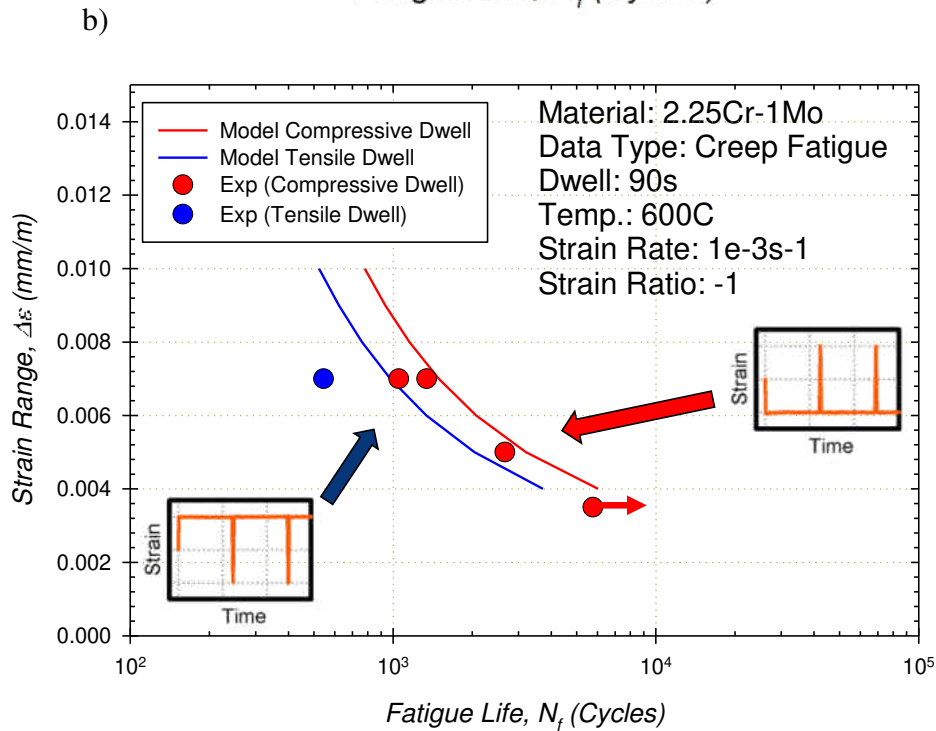 b)
0.014
0.012
0.010
0.008
0.006
0.004
0.002
0.000
Strain Range, Δε (mm/m)
Model Compressive Dwell
Model Tensile Dwell
Exp (Compressive Dwell)
Exp (Tensile Dwell)
Material: 2.25Cr-1Mo
Data Type: Creep Fatigue
Dwell: 90s
Temp.: 600C
Strain Rate: 1e-3s-1
Strain Ratio: -1
Strain
Time
Strain
Time
10²
10³
10⁴
10⁵
Fatigue Life, N_f (Cycles)